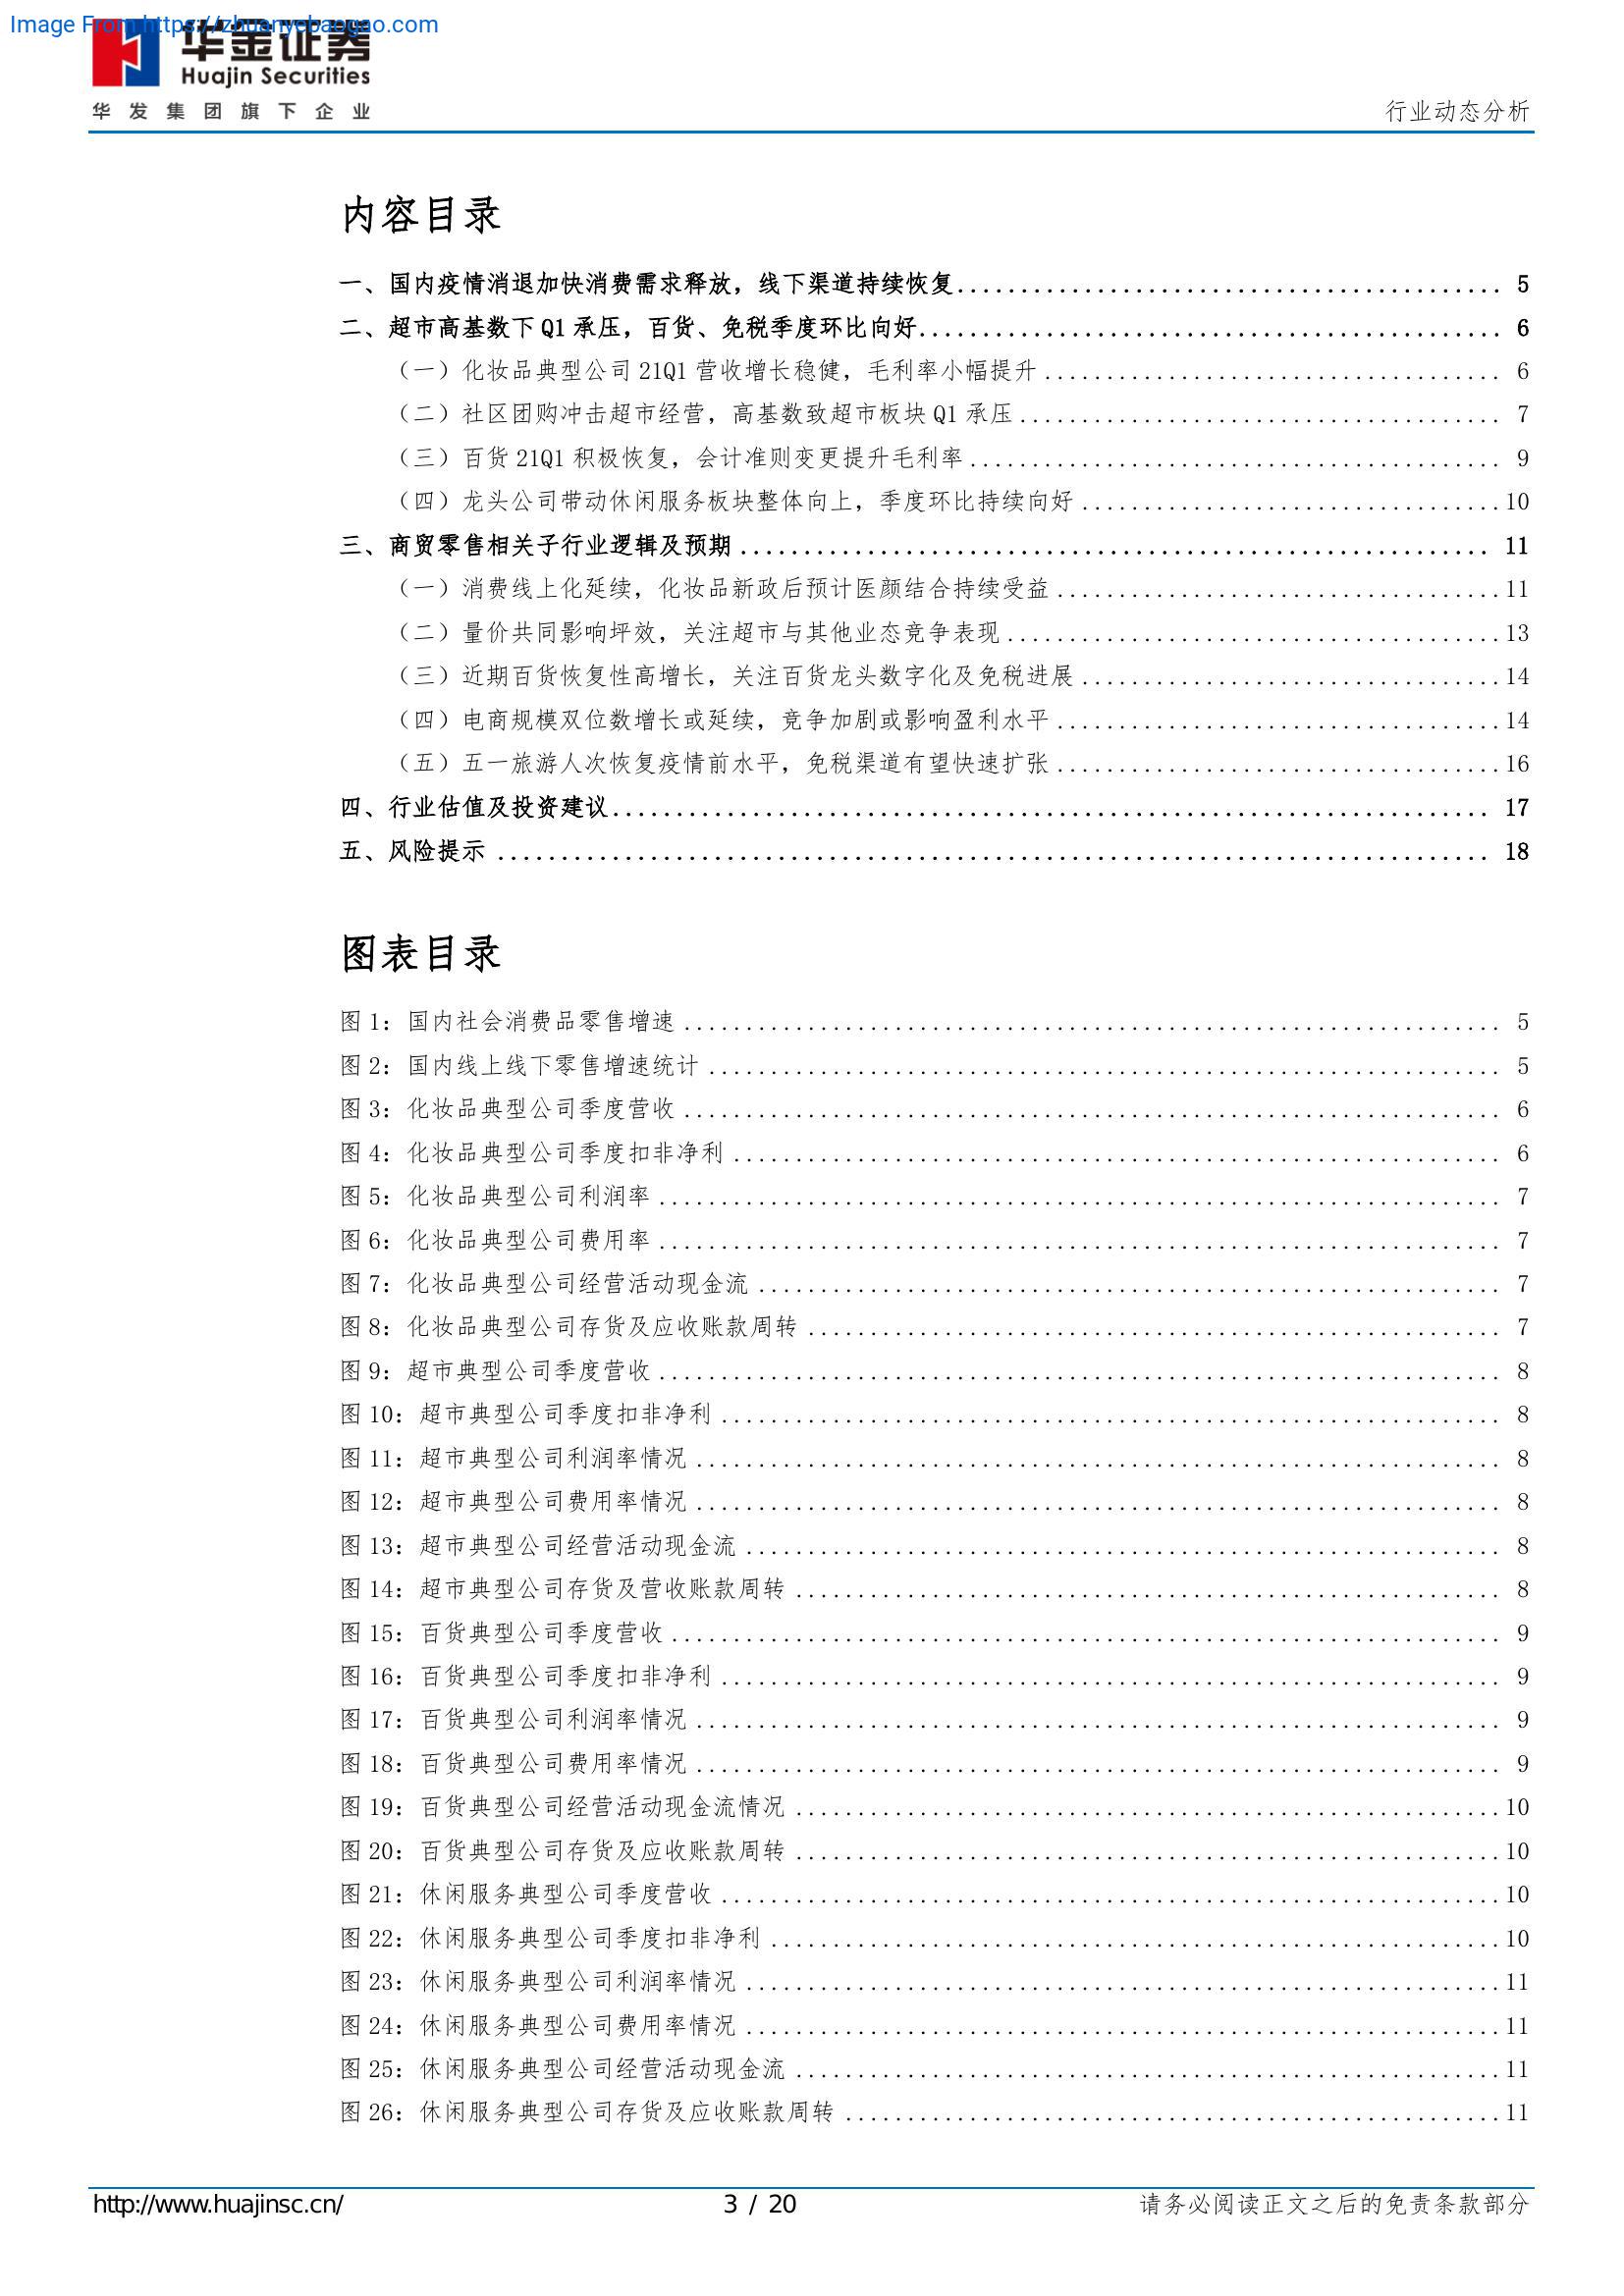 Image From https://zhuanyebaogao.com
华金证券
Huajin Securities
华发集团旗下企业
行业动态分析
内容目录
一、国内疫情消退加快消费需求释放，线下渠道持续恢复 5
二、超市高基数下 Q1 承压，百货、免税季度环比向好 6
（一）化妆品典型公司 21Q1 营收增长稳健，毛利率小幅提升 6
（二）社区团购冲击超市经营，高基数致超市板块 Q1 承压 7
（三）百货 21Q1 积极恢复，会计准则变更提升毛利率 9
（四）龙头公司带动休闲服务板块整体向上，季度环比持续向好 10
三、商贸零售相关子行业逻辑及预期 11
（一）消费线上化延续，化妆品新政后预计医颜结合持续受益 11
（二）量价共同影响坪效，关注超市与其他业态竞争表现 13
（三）近期百货恢复性高增长，关注百货龙头数字化及免税进展 14
（四）电商规模双位数增长或延续，竞争加剧或影响盈利水平 14
（五）五一旅游人次恢复疫情前水平，免税渠道有望快速扩张 16
四、行业估值及投资建议 17
五、风险提示 18
图表目录
图 1：国内社会消费品零售增速 5
图 2：国内线上线下零售增速统计 5
图 3：化妆品典型公司季度营收 6
图 4：化妆品典型公司季度扣非净利 6
图 5：化妆品典型公司利润率 7
图 6：化妆品典型公司费用率 7
图 7：化妆品典型公司经营活动现金流 7
图 8：化妆品典型公司存货及应收账款周转 7
图 9：超市典型公司季度营收 8
图 10：超市典型公司季度扣非净利 8
图 11：超市典型公司利润率情况 8
图 12：超市典型公司费用率情况 8
图 13：超市典型公司经营活动现金流 8
图 14：超市典型公司存货及营收账款周转 8
图 15：百货典型公司季度营收 9
图 16：百货典型公司季度扣非净利 9
图 17：百货典型公司利润率情况 9
图 18：百货典型公司费用率情况 9
图 19：百货典型公司经营活动现金流情况 10
图 20：百货典型公司存货及应收账款周转 10
图 21：休闲服务典型公司季度营收 10
图 22：休闲服务典型公司季度扣非净利 10
图 23：休闲服务典型公司利润率情况 11
图 24：休闲服务典型公司费用率情况 11
图 25：休闲服务典型公司经营活动现金流 11
图 26：休闲服务典型公司存货及应收账款周转 11
http://www.huajinsc.cn/ 3 / 20 请务必阅读正文之后的免责条款部分